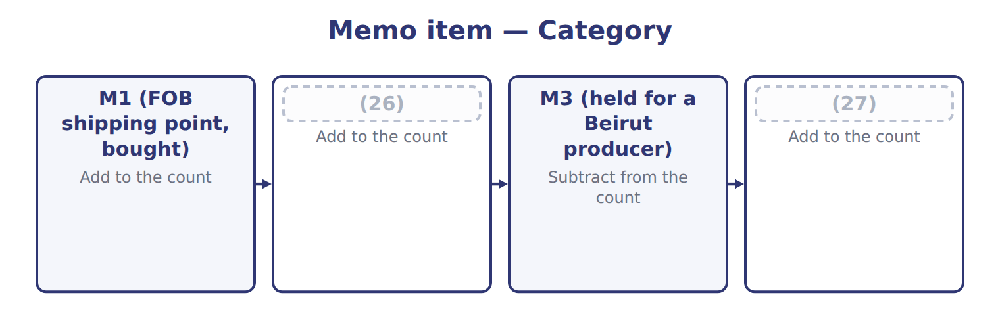 Memo item — Category
M1 (FOB
shipping point,
bought)
Add to the count
(26)
Add to the count
M3 (held for a
Beirut
producer)
Subtract from the
count
(27)
Add to the count